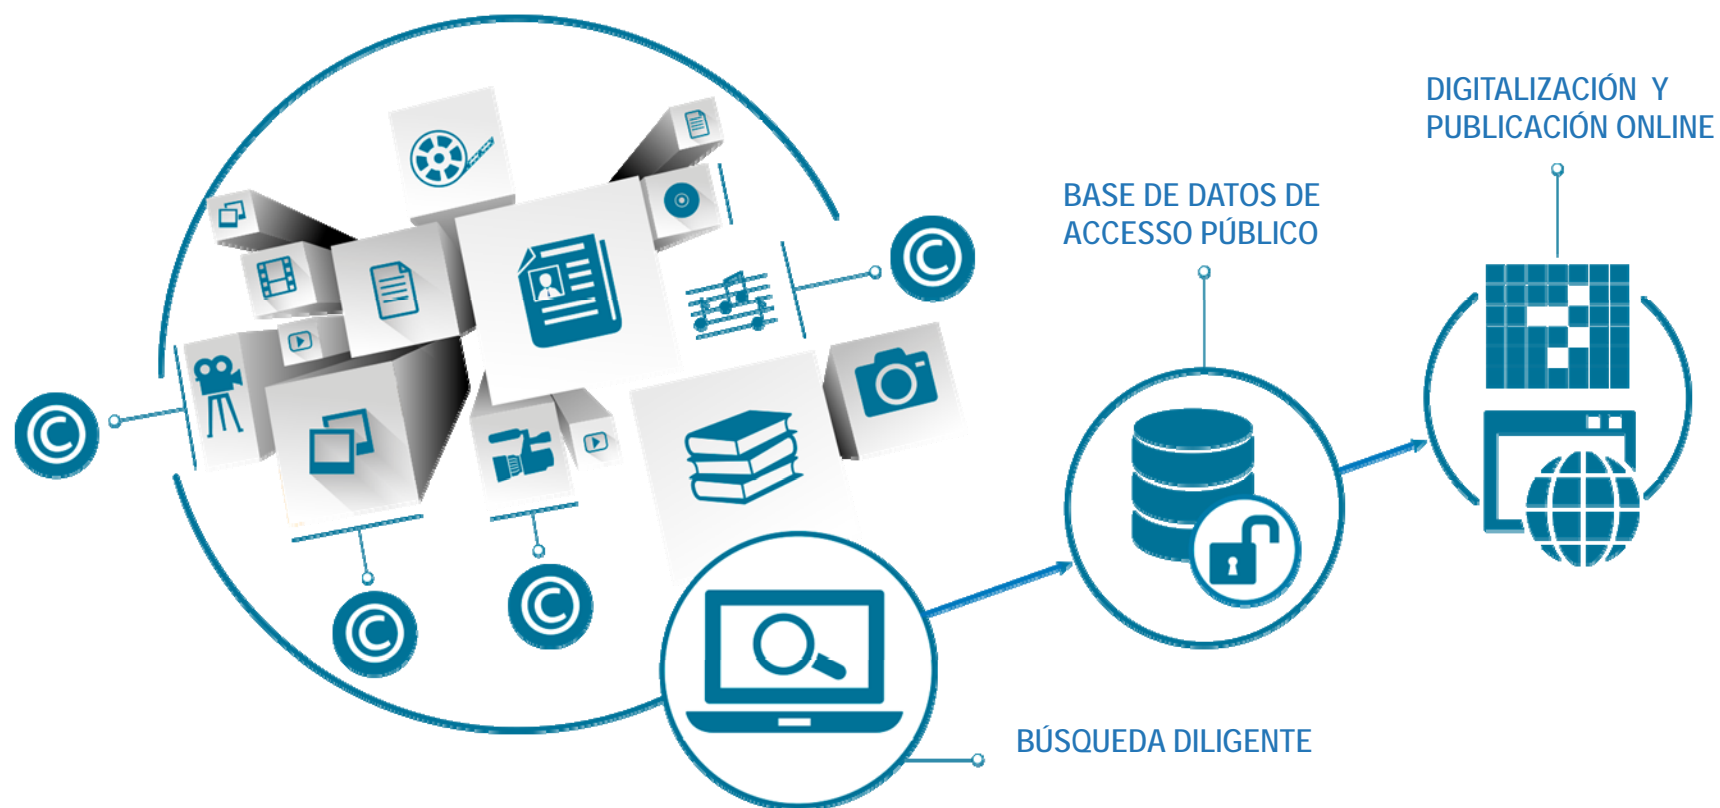 DIGITALIZACIÓN Y
PUBLICACIÓN ONLINE
BASE DE DATOS DE
ACCESSO PÚBLICO
©
©
©
©
BÚSQUEDA DILIGENTE